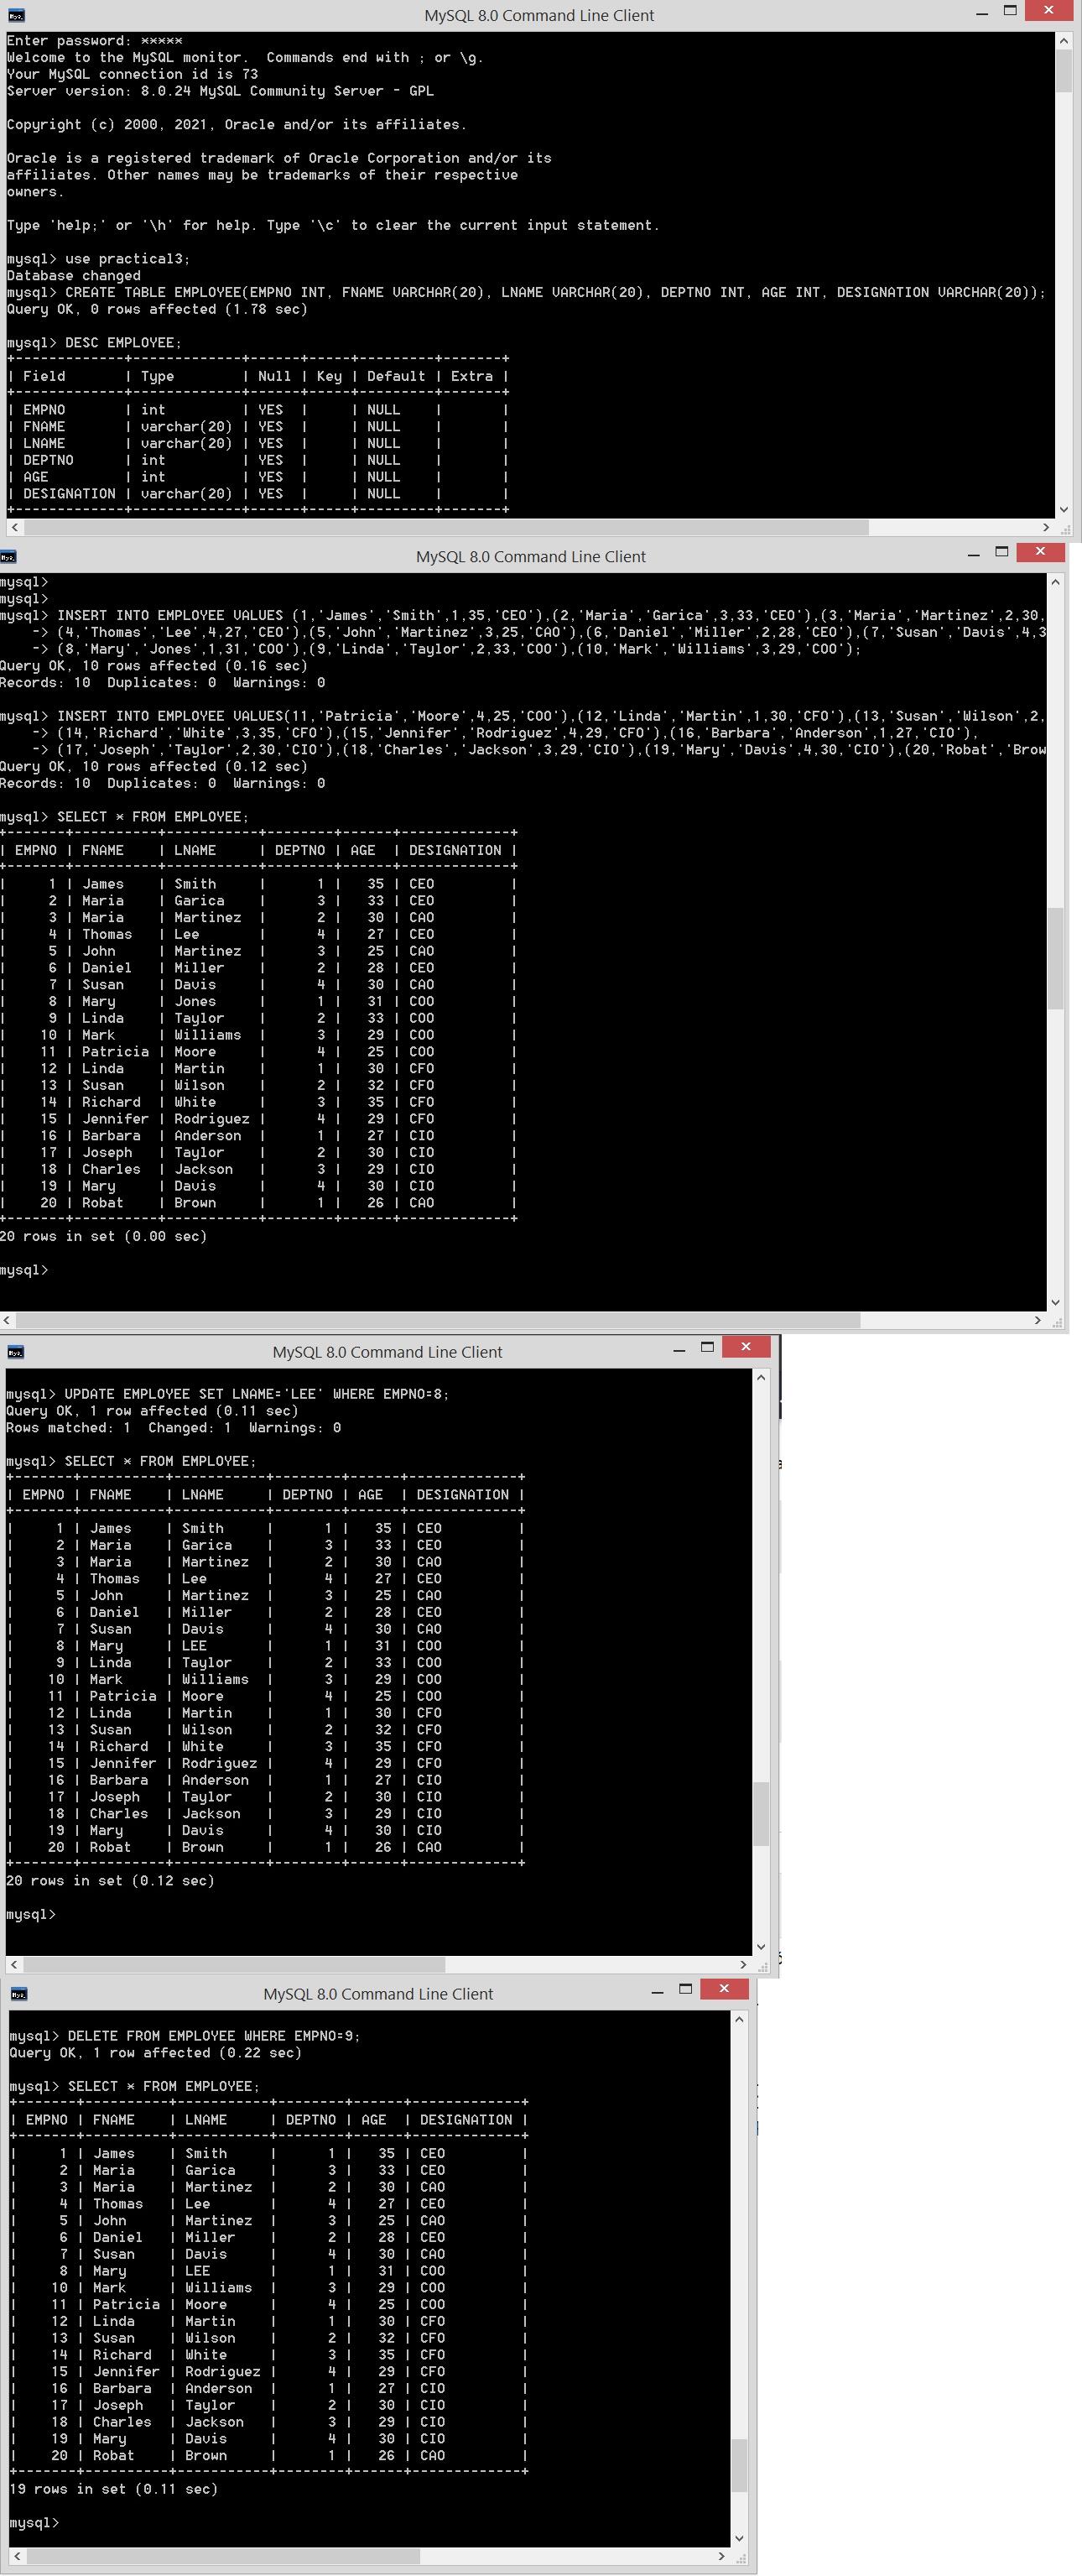 MySQL 8.0 Command Line Client
Enter password: *****
Welcome to the MySQL monitor.  Commands end with ; or \g.
Your MySQL connection id is 73
Server version: 8.0.24 MySQL Community Server - GPL
Copyright (c) 2000, 2021, Oracle and/or its affiliates.
Oracle is a registered trademark of Oracle Corporation and/or its
affiliates. Other names may be trademarks of their respective
owners.
Type 'help;' or '\h' for help. Type '\c' to clear the current input statement.
mysql> use practical3;
Database changed
mysql> CREATE TABLE EMPLOYEE(EMPNO INT, FNAME VARCHAR(20), LNAME VARCHAR(20), DEPTNO INT, AGE INT, DESIGNATION VARCHAR(20));
Query OK, 0 rows affected (1.78 sec)
mysql> DESC EMPLOYEE;
| Field | Type | Null | Key | Default | Extra |
| EMPNO | int | YES | | NULL | |
| FNAME | varchar(20) | YES | | NULL | |
| LNAME | varchar(20) | YES | | NULL | |
| DEPTNO | int | YES | | NULL | |
| AGE | int | YES | | NULL | |
| DESIGNATION | varchar(20) | YES | | NULL | |
MySQL 8.0 Command Line Client
mysql>
mysql>
mysql> INSERT INTO EMPLOYEE VALUES (1,'James','Smith',1,35,'CEO'),(2,'Maria','Garica',3,33,'CEO'),(3,'Maria','Martinez',2,30,
-> (4,'Thomas','Lee',4,27,'CEO'),(5,'John','Martinez',3,25,'CAO'),(6,'Daniel','Miller',2,28,'CEO'),(7,'Susan','Davis',4,3
-> (8,'Mary','Jones',1,31,'COO'),(9,'Linda','Taylor',2,33,'COO'),(10,'Mark','Williams',3,29,'COO');
Query OK, 10 rows affected (0.16 sec)
Records: 10  Duplicates: 0  Warnings: 0
mysql> INSERT INTO EMPLOYEE VALUES(11,'Patricia','Moore',4,25,'COO'),(12,'Linda','Martin',1,30,'CFO'),(13,'Susan','Wilson',2,
-> (14,'Richard','White',3,35,'CFO'),(15,'Jennifer','Rodriguez',4,29,'CFO'),(16,'Barbara','Anderson',1,27,'CIO'),
-> (17,'Joseph','Taylor',2,30,'CIO'),(18,'Charles','Jackson',3,29,'CIO'),(19,'Mary','Davis',4,30,'CIO'),(20,'Robat','Brow
Query OK, 10 rows affected (0.12 sec)
Records: 10  Duplicates: 0  Warnings: 0
mysql> SELECT * FROM EMPLOYEE;
| EMPNO | FNAME | LNAME | DEPTNO | AGE | DESIGNATION |
| 1 | James | Smith | 1 | 35 | CEO |
| 2 | Maria | Garica | 3 | 33 | CEO |
| 3 | Maria | Martinez | 2 | 30 | CAO |
| 4 | Thomas | Lee | 4 | 27 | CEO |
| 5 | John | Martinez | 3 | 25 | CAO |
| 6 | Daniel | Miller | 2 | 28 | CEO |
| 7 | Susan | Davis | 4 | 30 | CAO |
| 8 | Mary | Jones | 1 | 31 | COO |
| 9 | Linda | Taylor | 2 | 33 | COO |
| 10 | Mark | Williams | 3 | 29 | COO |
| 11 | Patricia | Moore | 4 | 25 | COO |
| 12 | Linda | Martin | 1 | 30 | CFO |
| 13 | Susan | Wilson | 2 | 32 | CFO |
| 14 | Richard | White | 3 | 35 | CFO |
| 15 | Jennifer | Rodriguez | 4 | 29 | CFO |
| 16 | Barbara | Anderson | 1 | 27 | CIO |
| 17 | Joseph | Taylor | 2 | 30 | CIO |
| 18 | Charles | Jackson | 3 | 29 | CIO |
| 19 | Mary | Davis | 4 | 30 | CIO |
| 20 | Robat | Brown | 1 | 26 | CAO |
20 rows in set (0.00 sec)
mysql>
MySQL 8.0 Command Line Client
mysql> UPDATE EMPLOYEE SET LNAME='LEE' WHERE EMPNO=8;
Query OK, 1 row affected (0.11 sec)
Rows matched: 1  Changed: 1  Warnings: 0
mysql> SELECT * FROM EMPLOYEE;
| EMPNO | FNAME | LNAME | DEPTNO | AGE | DESIGNATION |
| 1 | James | Smith | 1 | 35 | CEO |
| 2 | Maria | Garica | 3 | 33 | CEO |
| 3 | Maria | Martinez | 2 | 30 | CAO |
| 4 | Thomas | Lee | 4 | 27 | CEO |
| 5 | John | Martinez | 3 | 25 | CAO |
| 6 | Daniel | Miller | 2 | 28 | CEO |
| 7 | Susan | Davis | 4 | 30 | CAO |
| 8 | Mary | LEE | 1 | 31 | COO |
| 9 | Linda | Taylor | 2 | 33 | COO |
| 10 | Mark | Williams | 3 | 29 | COO |
| 11 | Patricia | Moore | 4 | 25 | COO |
| 12 | Linda | Martin | 1 | 30 | CFO |
| 13 | Susan | Wilson | 2 | 32 | CFO |
| 14 | Richard | White | 3 | 35 | CFO |
| 15 | Jennifer | Rodriguez | 4 | 29 | CFO |
| 16 | Barbara | Anderson | 1 | 27 | CIO |
| 17 | Joseph | Taylor | 2 | 30 | CIO |
| 18 | Charles | Jackson | 3 | 29 | CIO |
| 19 | Mary | Davis | 4 | 30 | CIO |
| 20 | Robat | Brown | 1 | 26 | CAO |
20 rows in set (0.12 sec)
mysql>
MySQL 8.0 Command Line Client
mysql> DELETE FROM EMPLOYEE WHERE EMPNO=9;
Query OK, 1 row affected (0.22 sec)
mysql> SELECT * FROM EMPLOYEE;
| EMPNO | FNAME | LNAME | DEPTNO | AGE | DESIGNATION |
| 1 | James | Smith | 1 | 35 | CEO |
| 2 | Maria | Garica | 3 | 33 | CEO |
| 3 | Maria | Martinez | 2 | 30 | CAO |
| 4 | Thomas | Lee | 4 | 27 | CEO |
| 5 | John | Martinez | 3 | 25 | CAO |
| 6 | Daniel | Miller | 2 | 28 | CEO |
| 7 | Susan | Davis | 4 | 30 | CAO |
| 8 | Mary | LEE | 1 | 31 | COO |
| 10 | Mark | Williams | 3 | 29 | COO |
| 11 | Patricia | Moore | 4 | 25 | COO |
| 12 | Linda | Martin | 1 | 30 | CFO |
| 13 | Susan | Wilson | 2 | 32 | CFO |
| 14 | Richard | White | 3 | 35 | CFO |
| 15 | Jennifer | Rodriguez | 4 | 29 | CFO |
| 16 | Barbara | Anderson | 1 | 27 | CIO |
| 17 | Joseph | Taylor | 2 | 30 | CIO |
| 18 | Charles | Jackson | 3 | 29 | CIO |
| 19 | Mary | Davis | 4 | 30 | CIO |
| 20 | Robat | Brown | 1 | 26 | CAO |
19 rows in set (0.11 sec)
mysql>